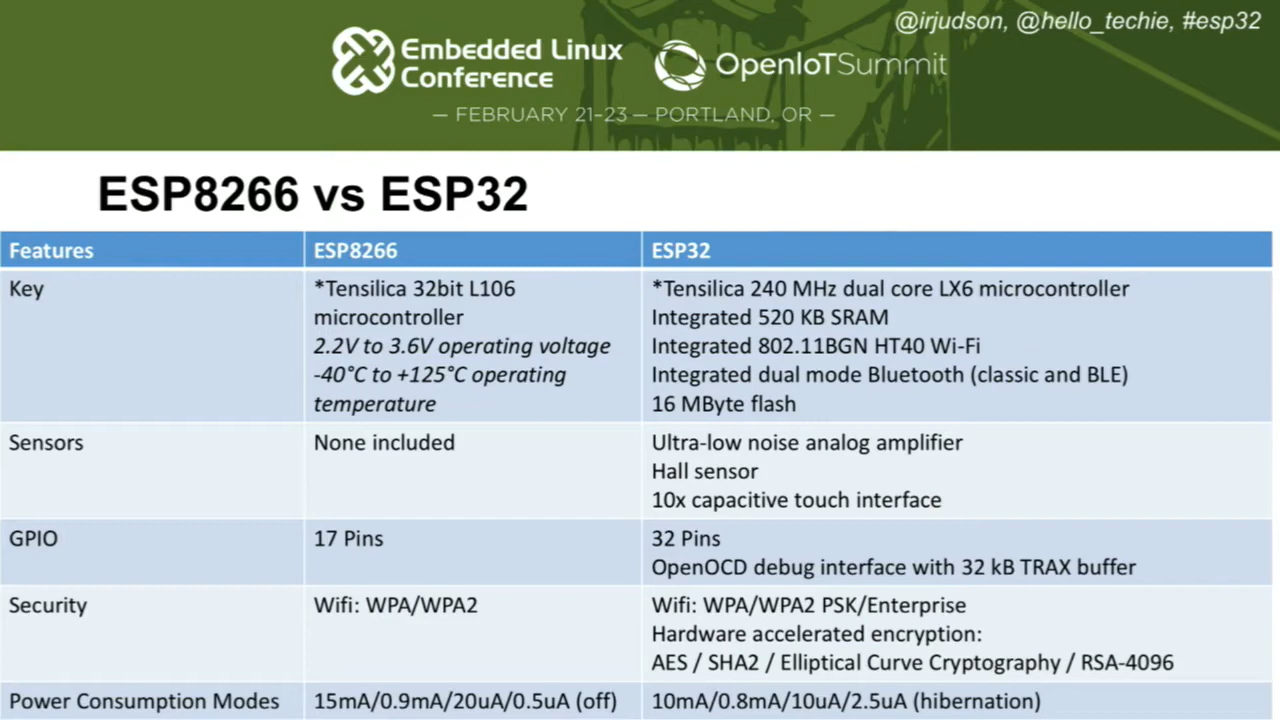 @irjudson, @hello_techie, #esp32
Embedded Linux
Conference
OpenIoTSummit
— FEBRUARY 21-23 — PORTLAND, OR —
ESP8266 vs ESP32
Features
ESP8266
ESP32
Key
*Tensilica 32bit L106
microcontroller
2.2V to 3.6V operating voltage
-40°C to +125°C operating
temperature
*Tensilica 240 MHz dual core LX6 microcontroller
Integrated 520 KB SRAM
Integrated 802.11BGN HT40 Wi-Fi
Integrated dual mode Bluetooth (classic and BLE)
16 MByte flash
Sensors
None included
Ultra-low noise analog amplifier
Hall sensor
10x capacitive touch interface
GPIO
17 Pins
32 Pins
OpenOCD debug interface with 32 kB TRAX buffer
Security
Wifi: WPA/WPA2
Wifi: WPA/WPA2 PSK/Enterprise
Hardware accelerated encryption:
AES / SHA2 / Elliptical Curve Cryptography / RSA-4096
Power Consumption Modes
15mA/0.9mA/20uA/0.5uA (off)
10mA/0.8mA/10uA/2.5uA (hibernation)